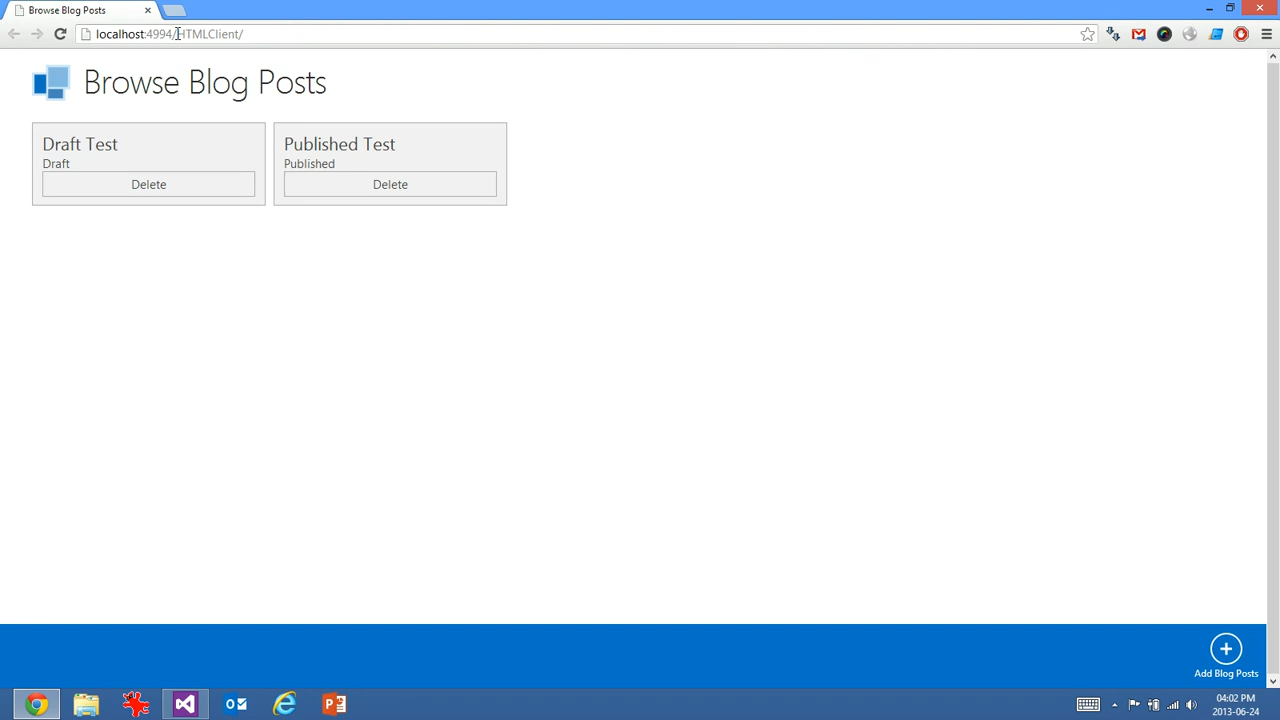 Browse Blog Posts
localhost:4994/HTMLClient/
Browse Blog Posts
Draft Test
Draft
Delete
Published Test
Published
Delete
Add Blog Posts
04:02 PM
2013-06-24